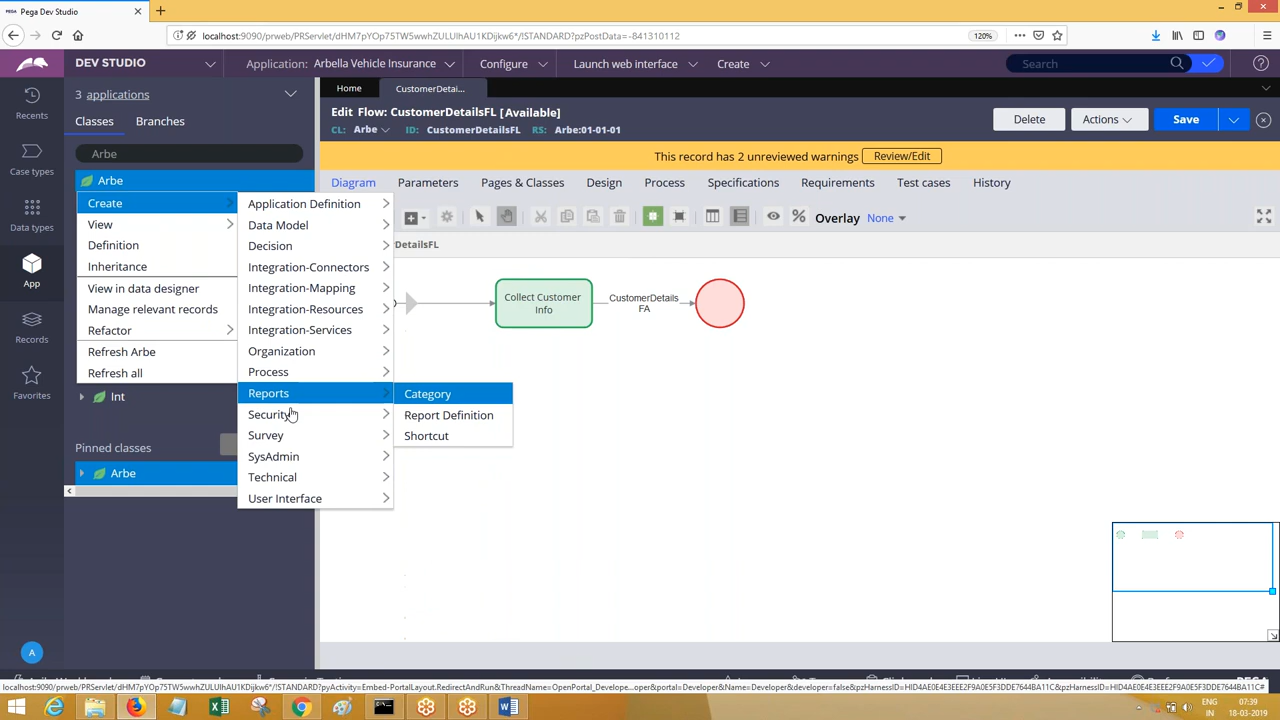 PEGA Pega Dev Studio
localhost:9090/prweb/PRServlet/dHM7pYOp75TW5wwhZULUlhAU1KDijkw6*/!STANDARD?pzPostData=-841310112
120%
DEV STUDIO
Application: Arbella Vehicle Insurance
Configure
Launch web interface
Create
Search
3 applications
Classes
Branches
Arbe
Arbe
Recents
Case types
Data types
App
Records
Favorites
A
Create
View
Definition
Inheritance
View in data designer
Manage relevant records
Refactor
Refresh Arbe
Refresh all
Int
Pinned classes
Arbe
Application Definition
Data Model
Decision
Integration-Connectors
Integration-Mapping
Integration-Resources
Integration-Services
Organization
Process
Reports
Security
Survey
SysAdmin
Technical
User Interface
Category
Report Definition
Shortcut
Home
CustomerDetai...
Edit Flow: CustomerDetailsFL [Available]
CL: Arbe ID: CustomerDetailsFL RS: Arbe:01-01-01
Delete
Actions
Save
This record has 2 unreviewed warnings
Review/Edit
Diagram
Parameters
Pages & Classes
Design
Process
Specifications
Requirements
Test cases
History
Overlay None
DetailsFL
Collect Customer
Info
CustomerDetails
FA
ENG
IN
07:39
18-03-2019